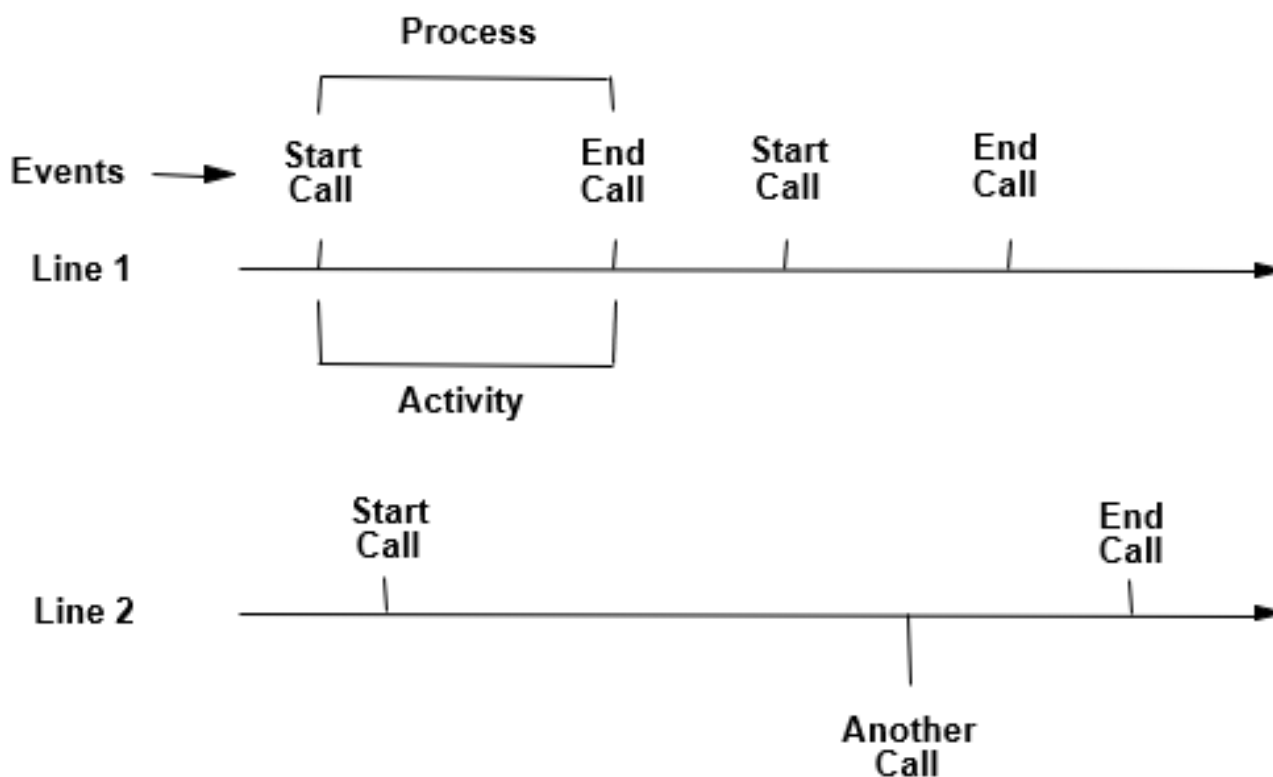 Process
Events
Start
Call
End
Call
Start
Call
End
Call
Line 1
Activity
Start
Call
End
Call
Line 2
Another
Call